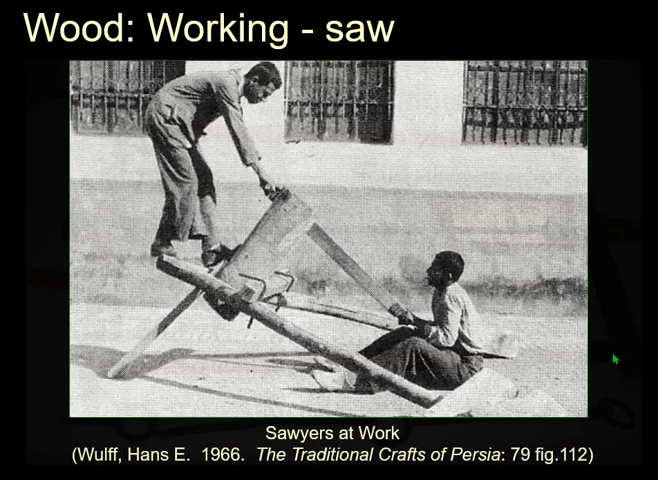 Wood: Working - saw
Sawyers at Work
(Wulff, Hans E.  1966.  The Traditional Crafts of Persia: 79 fig.112)